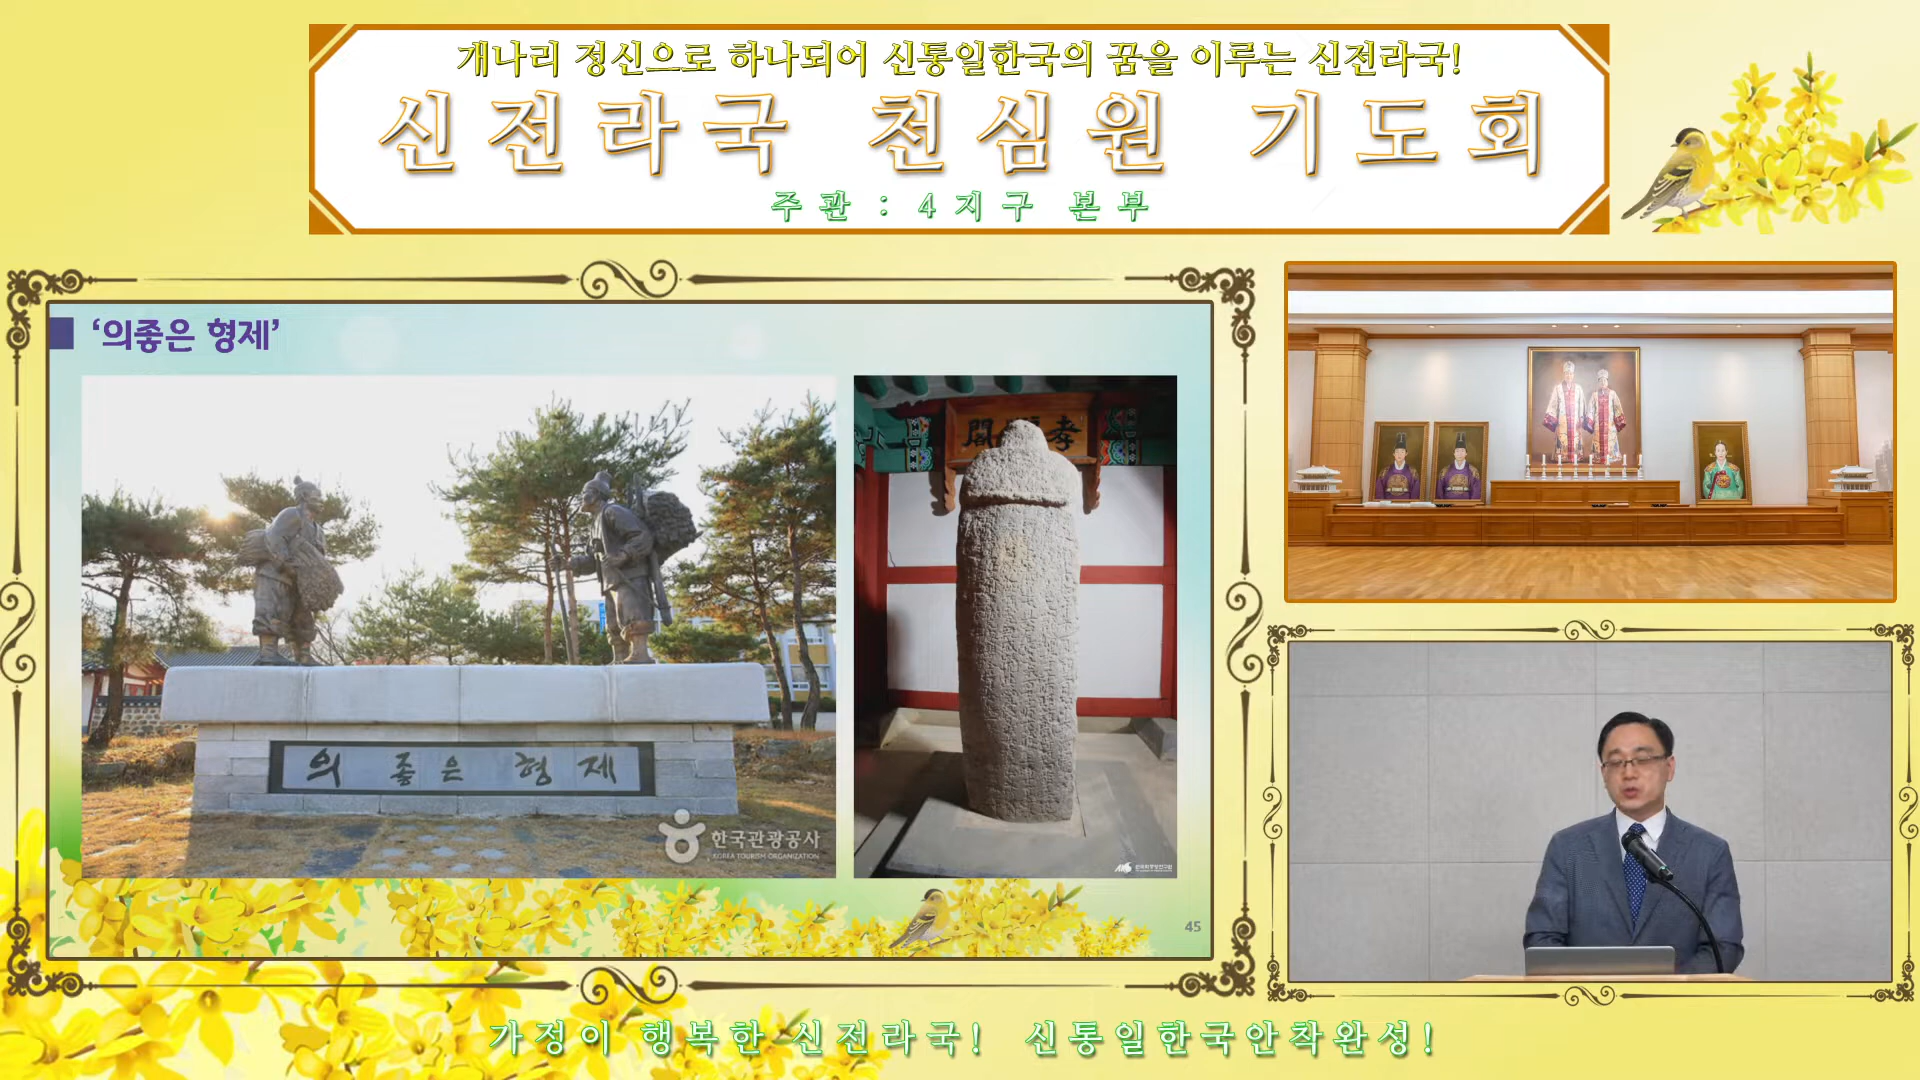 개나리 정신으로 하나되어 신통일한국의 꿈을 이루는 신전라국!
신전라국 천심원 기도회
주관 : 4지구 본부
‘의좋은 형제’
의 좋은 형제
한국관광공사
KOREA TOURISM ORGANIZATION
45
가정이 행복한 신전라국! 신통일한국안착완성!